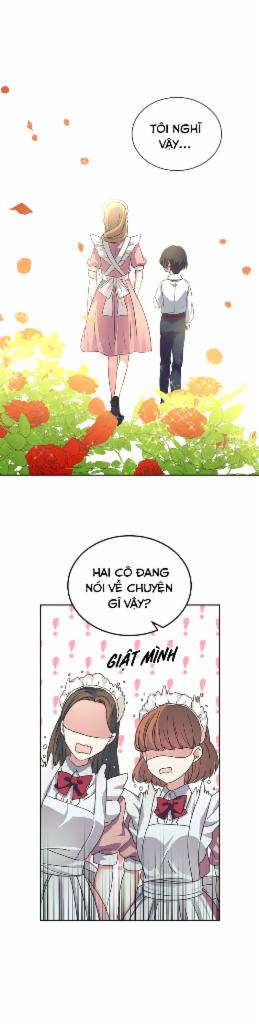 TÔI NGHĨ
VẬY...
HAI CÔ ĐANG
NÓI VỀ CHUYỆN
GÌ VẬY?
GIẬT MÌNH